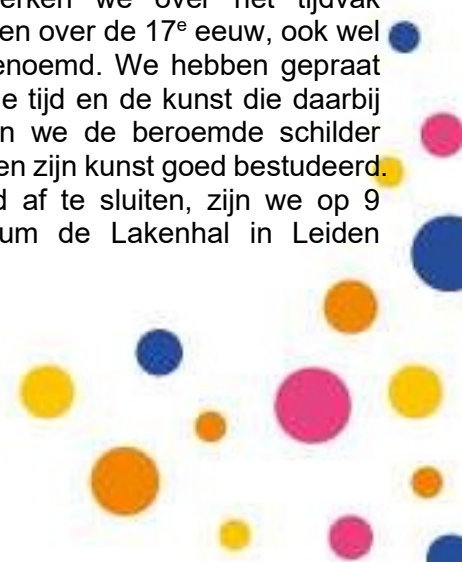 we over het tijdvak
en over de 17e eeuw, ook wel
We hebben gepraat
e tijd en de kunst die daarbij
n we de beroemde schilder
en zijn kunst goed bestudeerd.
d af te sluiten, zijn we op 9
um de Lakenhal in Leiden